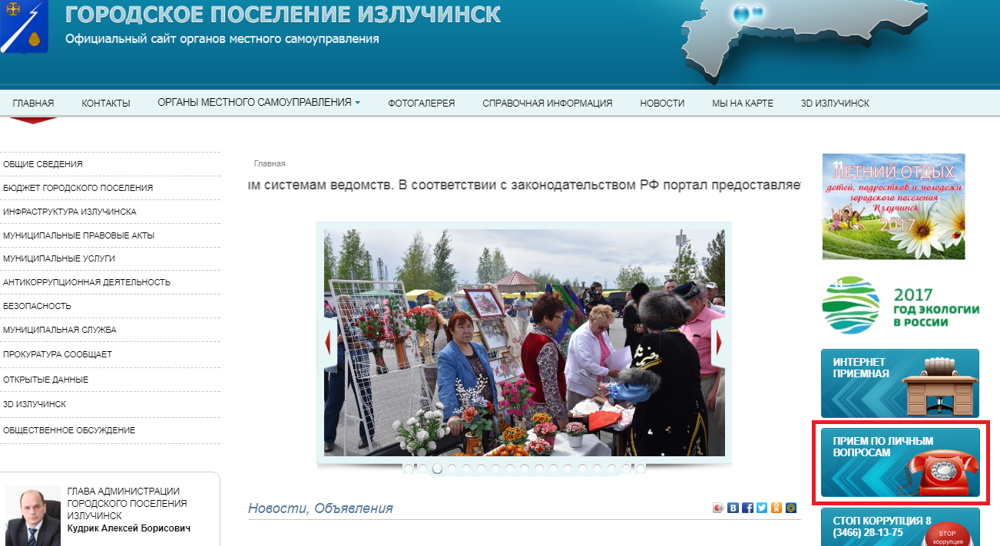 ГОРОДСКОЕ ПОСЕЛЕНИЕ ИЗЛУЧИНСК
Официальный сайт органов местного самоуправления
ГЛАВНАЯ КОНТАКТЫ ОРГАНЫ МЕСТНОГО САМОУПРАВЛЕНИЯ ФОТОГАЛЕРЕЯ СПРАВОЧНАЯ ИНФОРМАЦИЯ НОВОСТИ МЫ НА КАРТЕ 3D ИЗЛУЧИНСК
ОБЩИЕ СВЕДЕНИЯ
БЮДЖЕТ ГОРОДСКОГО ПОСЕЛЕНИЯ
ИНФРАСТРУКТУРА ИЗЛУЧИНСКА
МУНИЦИПАЛЬНЫЕ ПРАВОВЫЕ АКТЫ
МУНИЦИПАЛЬНЫЕ УСЛУГИ
АНТИКОРРУПЦИОННАЯ ДЕЯТЕЛЬНОСТЬ
БЕЗОПАСНОСТЬ
МУНИЦИПАЛЬНАЯ СЛУЖБА
ПРОКУРАТУРА СООБЩАЕТ
ОТКРЫТЫЕ ДАННЫЕ
3D ИЗЛУЧИНСК
ОБЩЕСТВЕННОЕ ОБСУЖДЕНИЕ
ГЛАВА АДМИНИСТРАЦИИ
ГОРОДСКОГО ПОСЕЛЕНИЯ
ИЗЛУЧИНСК
Кудрик Алексей Борисович
Главная
ым системам ведомств. В соответствии с законодательством РФ портал предоставляе
Новости, Объявления
11
ЛЕТНИЙ ОТДЫХ
детей, подростков и молодежи
городского поселения
Излучинск
2017
11
2017
ГОД ЭКОЛОГИИ
В РОССИИ
ИНТЕРНЕТ
ПРИЕМНАЯ
ПРИЕМ ПО ЛИЧНЫМ
ВОПРОСАМ
СТОП КОРРУПЦИЯ 8
(3466) 28-13-75
STOP
коррупция